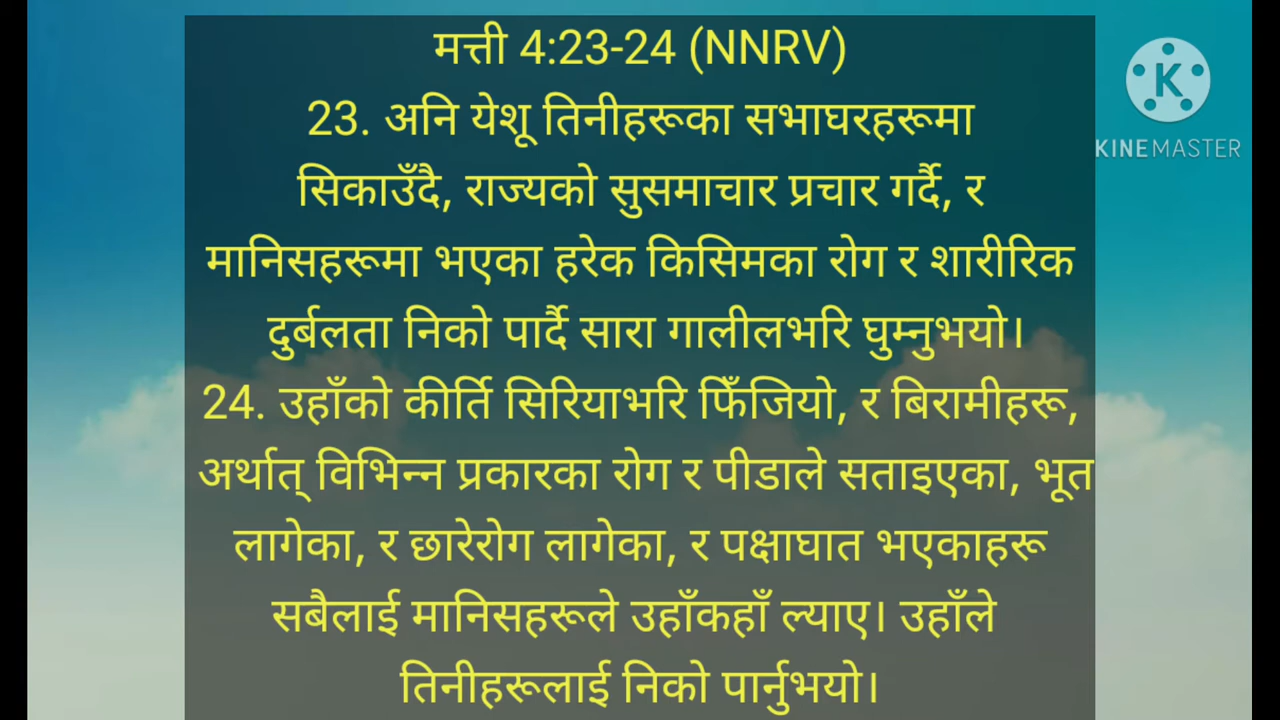 मत्ती 4:23-24 (NNRV)
23. अनि येशू तिनीहरूका सभाघरहरूमा
सिकाउँदै, राज्यको सुसमाचार प्रचार गर्दै, र
मानिसहरूमा भएका हरेक किसिमका रोग र शारीरिक
दुर्बलता निको पार्दै सारा गालीलभरि घुम्नुभयो।
24. उहाँको कीर्ति सिरियाभरि फिँजियो, र बिरामीहरू,
अर्थात् विभिन्न प्रकारका रोग र पीडाले सताइएका, भूत
लागेका, र छारेरोग लागेका, र पक्षाघात भएकाहरू
सबैलाई मानिसहरूले उहाँकहाँ ल्याए। उहाँले
तिनीहरूलाई निको पार्नुभयो।
K
KINEMASTER